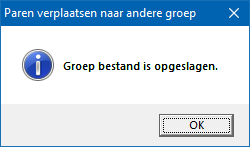 Paren verplaatsen naar andere groep
Groep bestand is opgeslagen.
OK